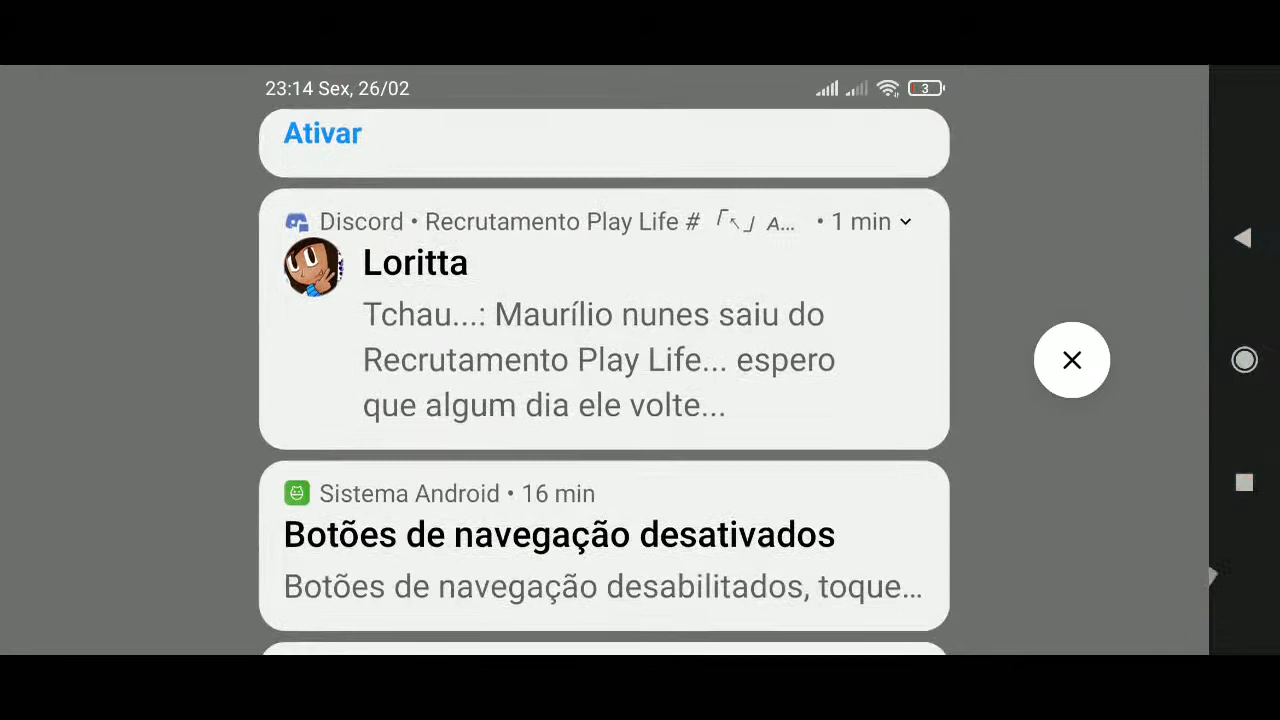 23:14 Sex, 26/02
3
Ativar
Discord • Recrutamento Play Life # 「↖」 A... • 1 min
Loritta
Tchau...: Maurílio nunes saiu do
Recrutamento Play Life... espero
que algum dia ele volte...
Sistema Android • 16 min
Botões de navegação desativados
Botões de navegação desabilitados, toque...